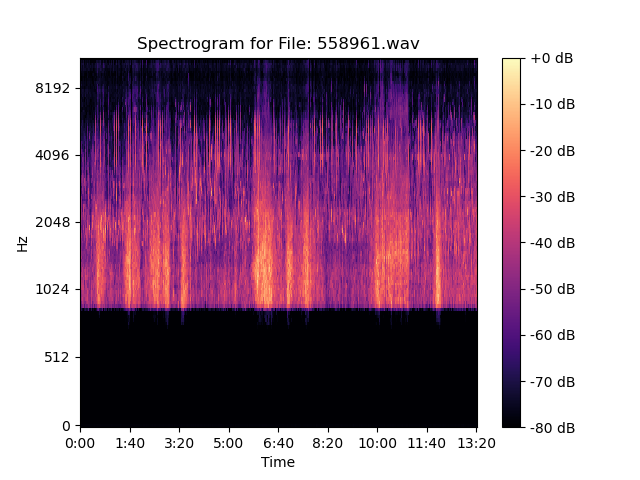 Spectrogram for File: 558961.wav
Hz
8192
4096
2048
1024
512
0
0:00 1:40 3:20 5:00 6:40 8:20 10:00 11:40 13:20
Time
+0 dB
-10 dB
-20 dB
-30 dB
-40 dB
-50 dB
-60 dB
-70 dB
-80 dB